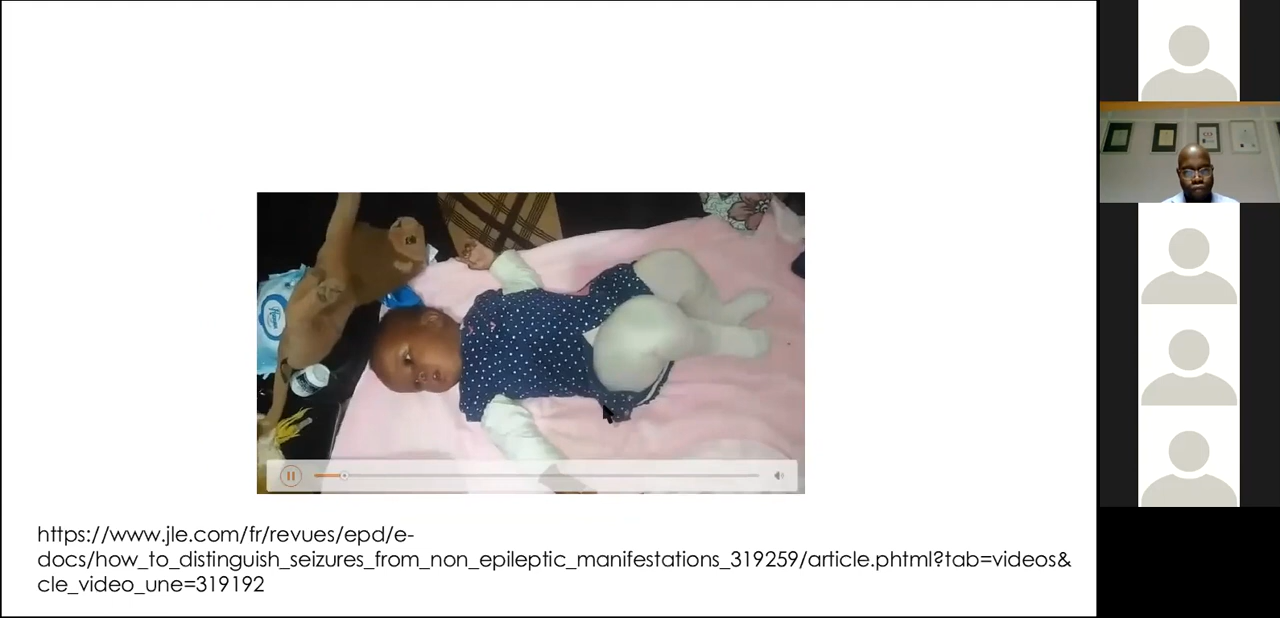 https://www.jle.com/fr/revues/epd/e-
docs/how_to_distinguish_seizures_from_non_epileptic_manifestations_319259/article.phtml?tab=videos&
cle_video_une=319192